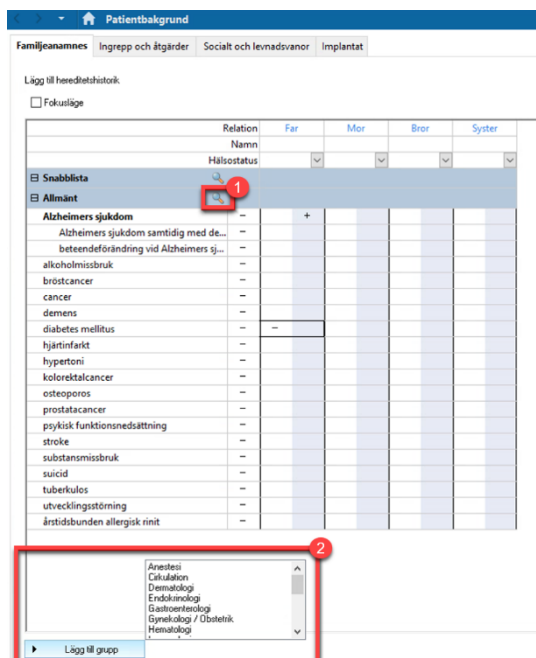 Patientbakgrund
Familjeanamnes Ingrepp och åtgärder Socialt och levnadsvanor Implantat
Lägg till hereditetshistorik
Fokusläge
Relation Far Mor Bror Syster
Namn
Hälsostatus
Snabblista
1
Allmänt
Alzheimers sjukdom − +
Alzheimers sjukdom samtidig med de... −
beteendeförändring vid Alzheimers sj... −
alkoholmissbruk −
bröstcancer −
cancer −
demens −
diabetes mellitus − −
hjärtinfarkt −
hypertoni −
kolorektalcancer −
osteoporos −
prostatacancer −
psykisk funktionsnedsättning −
stroke −
substansmissbruk −
suicid −
tuberkulos −
utvecklingsstörning −
årstidsbunden allergisk rinit −
2
Anestesi
Cirkulation
Dermatologi
Endokrinologi
Gastroenterologi
Gynekologi / Obstetrik
Hematologi
Lägg till grupp